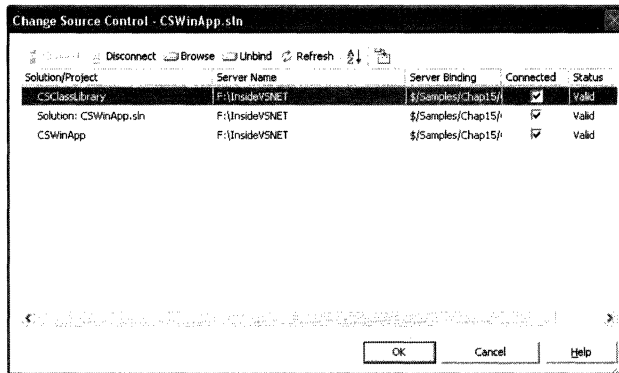 Change Source Control - CSWinApp.sln
Disconnect Browse Unbind Refresh
Solution/Project Server Name Server Binding Connected Status
CSClassLibrary F:\InsideVSNET $/Samples/Chap15/ Valid
Solution: CSWinApp.sln F:\InsideVSNET $/Samples/Chap15/ Valid
CSWinApp F:\InsideVSNET $/Samples/Chap15/ Valid
OK Cancel Help